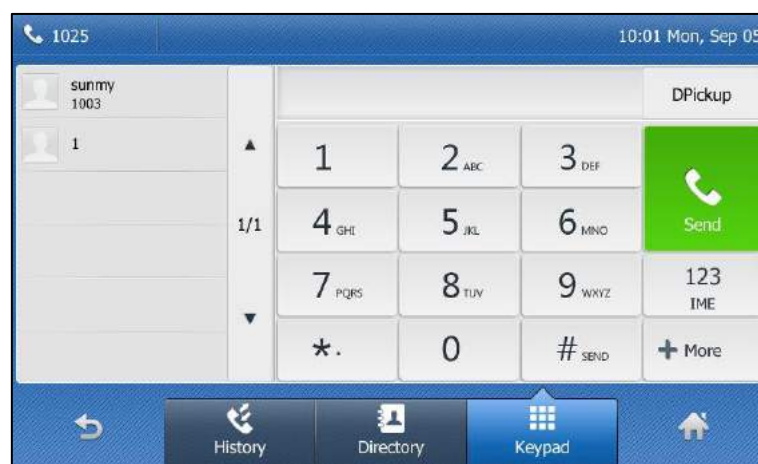 1025
10:01 Mon, Sep 05
sunmy
1003
1
1/1
DPickup
1
2 ABC
3 DEF
Send
4 GHI
5 JKL
6 MNO
7 PQRS
8 TUV
9 WXYZ
123
IME
*.
0
# SEND
+ More
History
Directory
Keypad